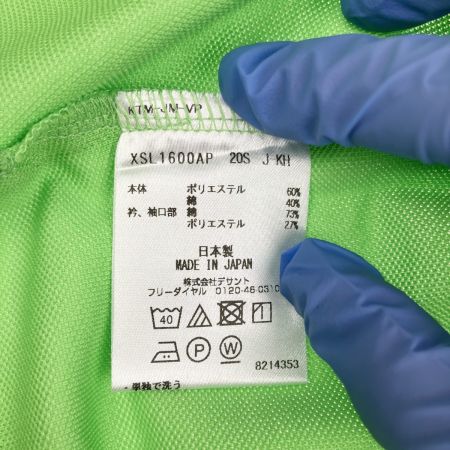 KTM-JM-VP
XSL1600AP 20S J KH
本体 ポリエステル 60%
綿 40%
衿、袖口部 綿 73%
ポリエステル 27%
日本製
MADE IN JAPAN
株式会社デサント
フリーダイヤル 0120-46-0310
40
8214353
単独で洗う